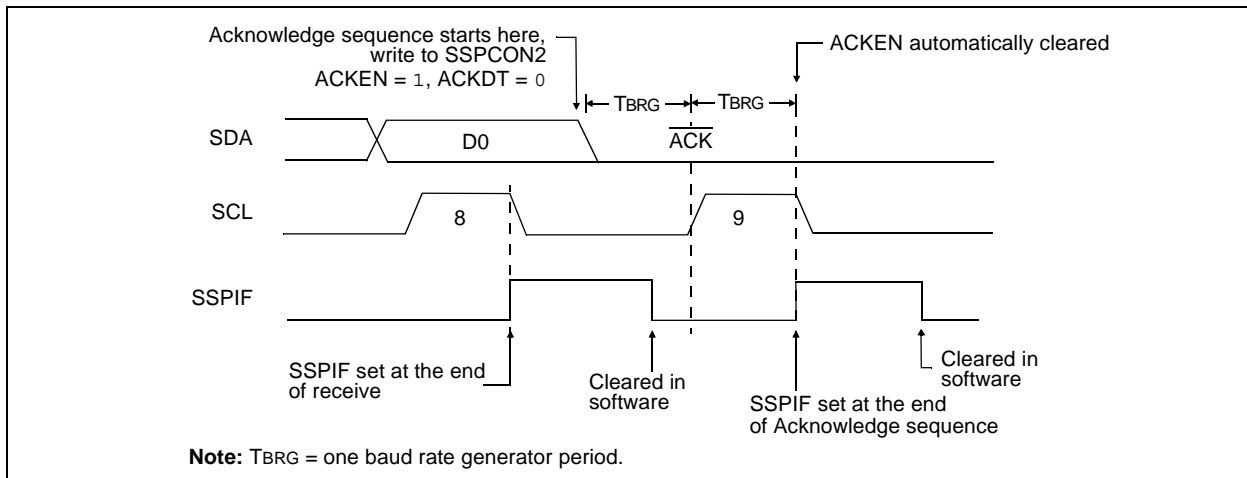 Acknowledge sequence starts here,
write to SSPCON2
ACKEN = 1, ACKDT = 0
ACKEN automatically cleared
TBRG
TBRG
SDA
D0
ACK
SCL
8
9
SSPIF
SSPIF set at the end
of receive
Cleared in
software
SSPIF set at the end
of Acknowledge sequence
Cleared in
software
Note: TBRG = one baud rate generator period.